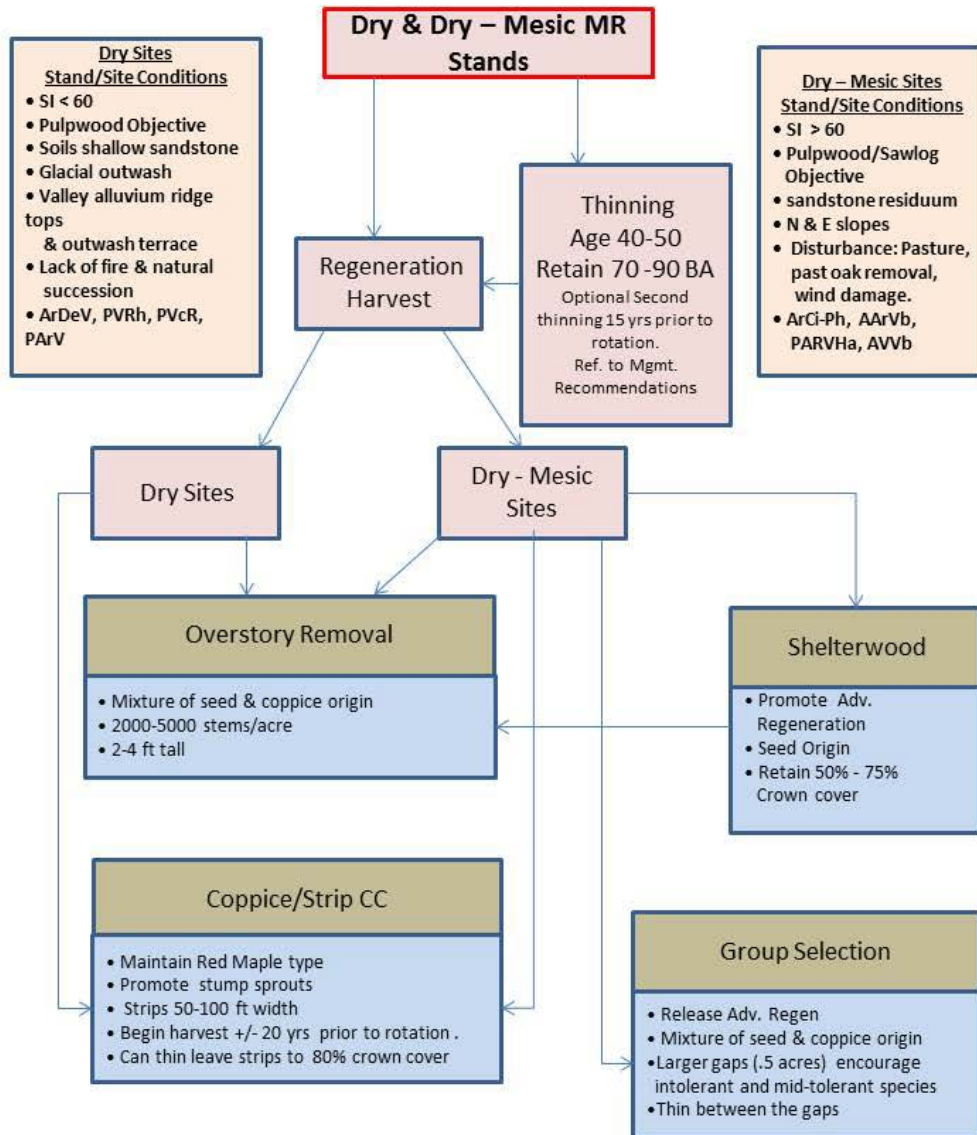 Dry & Dry – Mesic MR
Stands
Dry Sites
Stand/Site Conditions
• SI < 60
• Pulpwood Objective
• Soils shallow sandstone
• Glacial outwash
• Valley alluvium ridge
tops
& outwash terrace
• Lack of fire & natural
succession
• ArDeV, PVRh, PVcR,
PArV
Dry – Mesic Sites
Stand/Site Conditions
• SI > 60
• Pulpwood/Sawlog
Objective
• sandstone residuum
• N & E slopes
• Disturbance: Pasture,
past oak removal,
wind damage.
• ArCi-Ph, AArVb,
PARVHa, AVVb
Thinning
Age 40-50
Retain 70 -90 BA
Optional Second
thinning 15 yrs prior to
rotation.
Ref. to Mgmt.
Recommendations
Regeneration
Harvest
Dry Sites
Dry - Mesic
Sites
Overstory Removal
• Mixture of seed & coppice origin
• 2000-5000 stems/acre
• 2-4 ft tall
Shelterwood
• Promote Adv.
Regeneration
• Seed Origin
• Retain 50% - 75%
Crown cover
Coppice/Strip CC
• Maintain Red Maple type
• Promote stump sprouts
• Strips 50-100 ft width
• Begin harvest +/- 20 yrs prior to rotation .
• Can thin leave strips to 80% crown cover
Group Selection
• Release Adv. Regen
• Mixture of seed & coppice origin
•Larger gaps (.5 acres) encourage
intolerant and mid-tolerant species
•Thin between the gaps